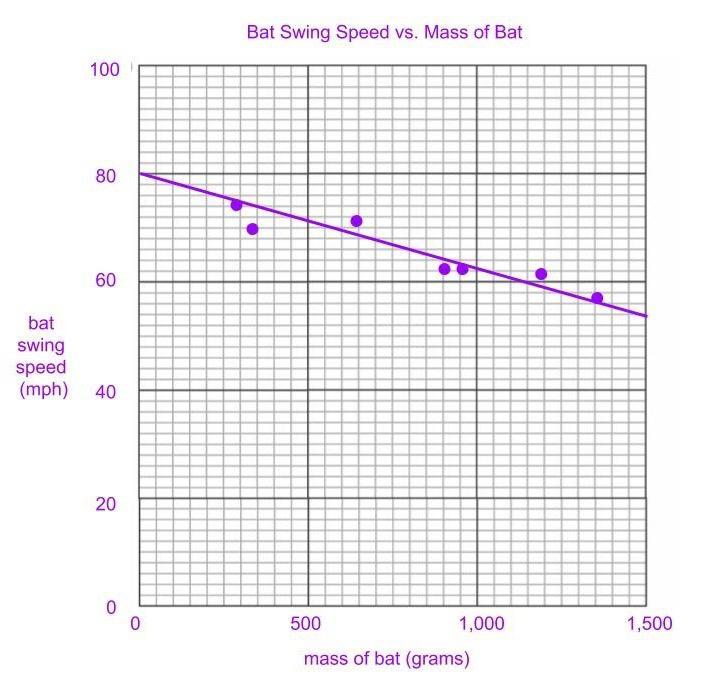 Bat Swing Speed vs. Mass of Bat
100
80
60
bat
swing
speed
(mph)
40
20
0
0 500 1,000 1,500
mass of bat (grams)